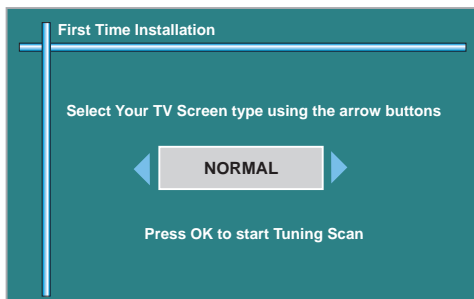 First Time Installation
Select Your TV Screen type using the arrow buttons
NORMAL
Press OK to start Tuning Scan